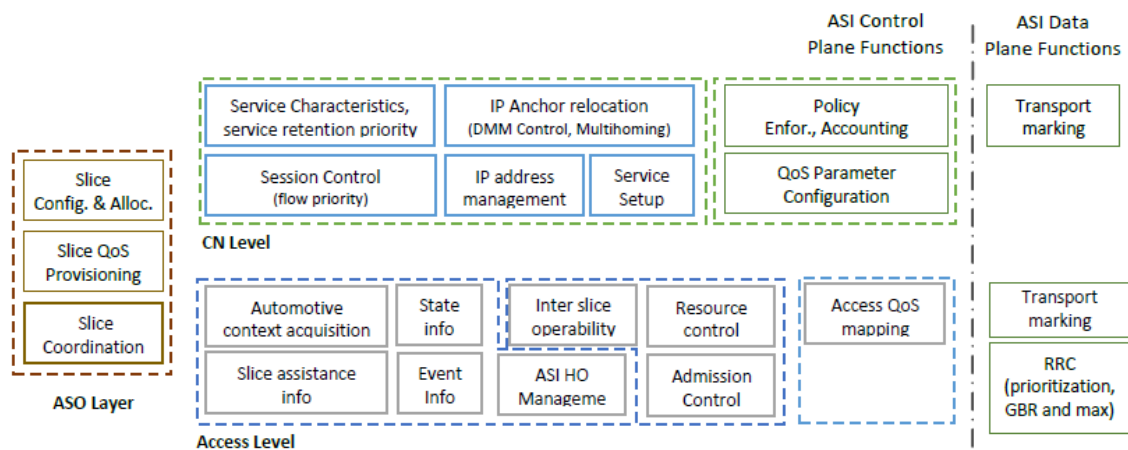 ASI Control
Plane Functions
ASI Data
Plane Functions
Service Characteristics,
service retention priority
IP Anchor relocation
(DMM Control, Multihoming)
Policy
Enfor., Accounting
Transport
marking
Session Control
(flow priority)
IP address
management
Service
Setup
QoS Parameter
Configuration
CN Level
Slice
Config. & Alloc.
Slice QoS
Provisioning
Slice
Coordination
ASO Layer
Automotive
context acquisition
State
info
Inter slice
operability
Resource
control
Access QoS
mapping
Transport
marking
Slice assistance
info
Event
Info
ASI HO
Manageme
Admission
Control
RRC
(prioritization,
GBR and max)
Access Level